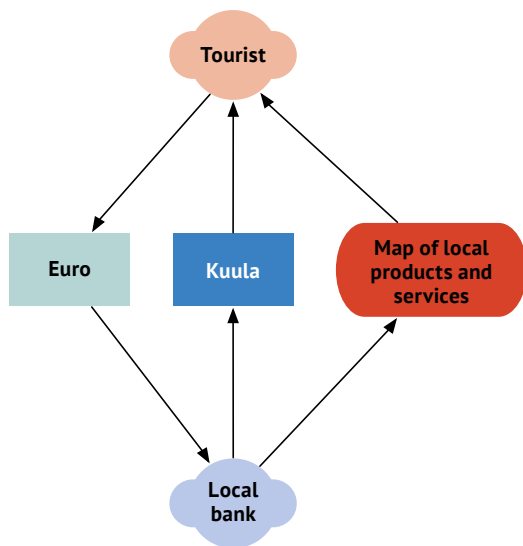 Tourist
Euro
Kuula
Map of local
products and
services
Local
bank